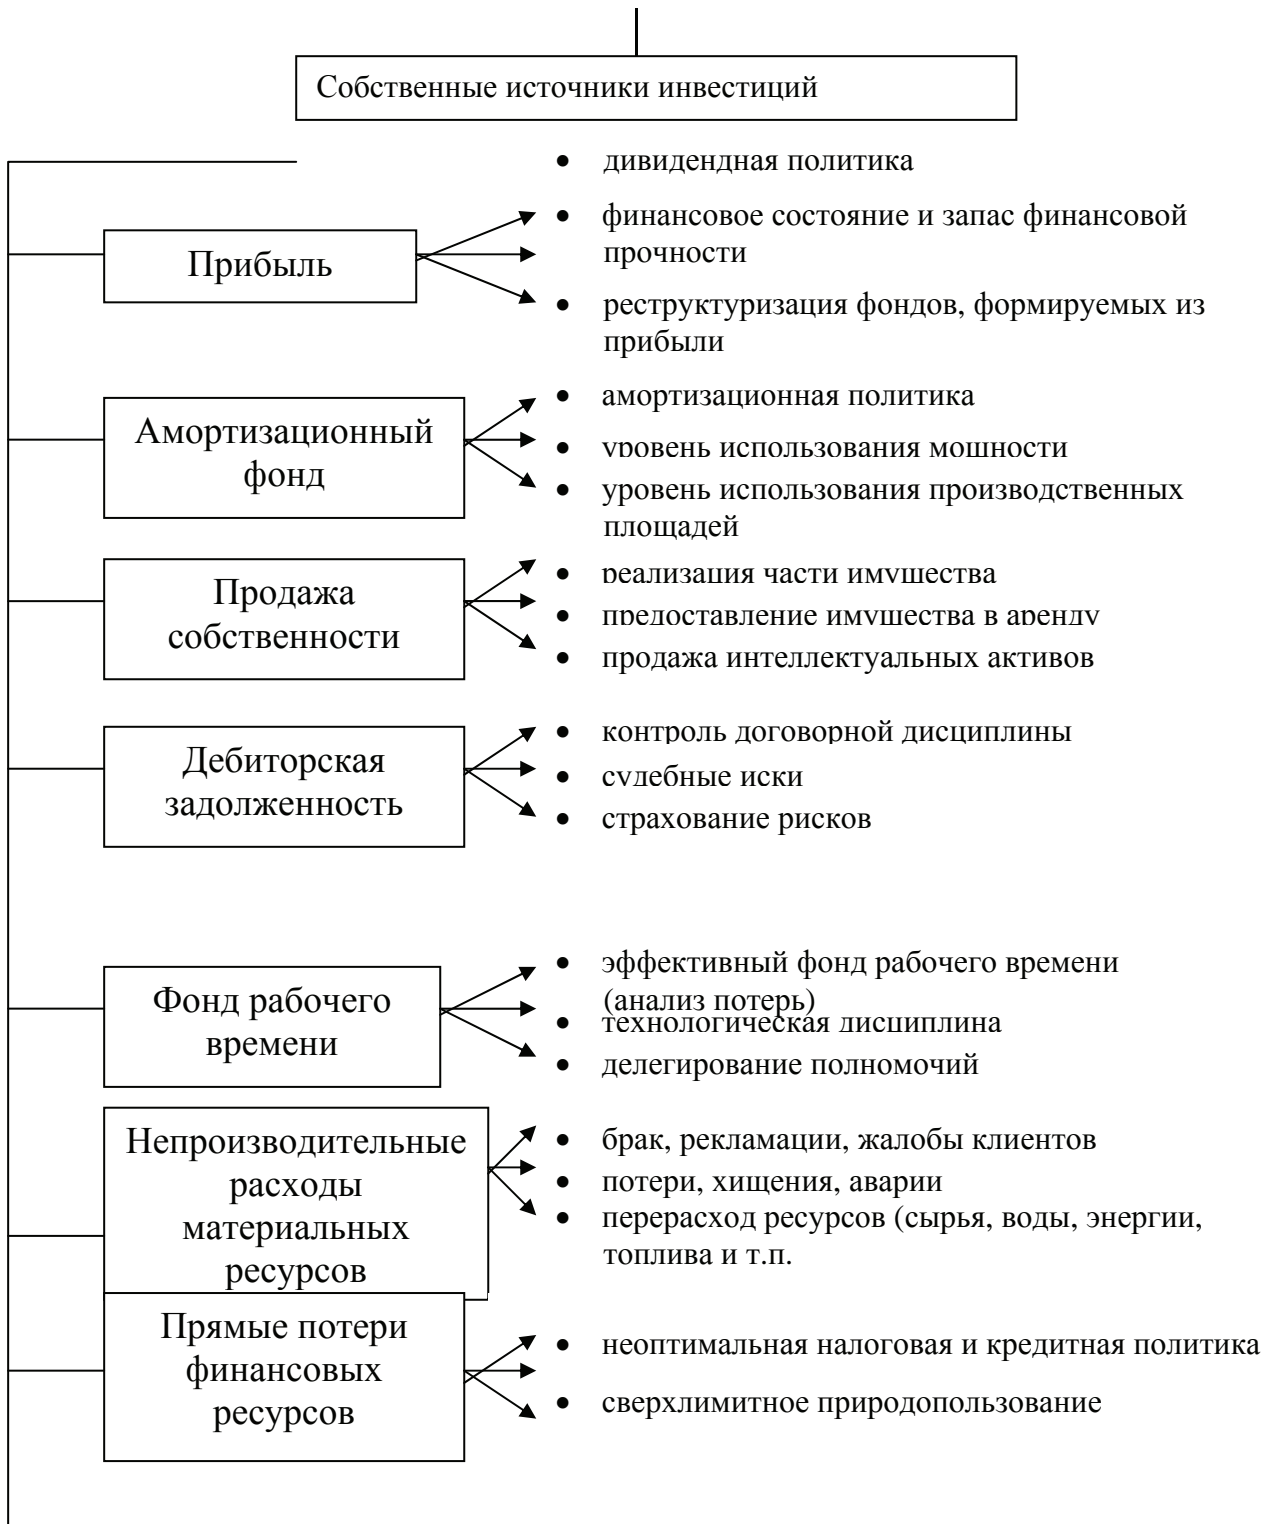 Собственные источники инвестиций
• дивидендная политика
Прибыль
• финансовое состояние и запас финансовой
прочности
• реструктуризация фондов, формируемых из
прибыли
Амортизационный
фонд
• амортизационная политика
• уровень использования мощности
• уровень использования производственных
площадей
Продажа
собственности
• реализация части имущества
• предоставление имущества в аренду
• продажа интеллектуальных активов
Дебиторская
задолженность
• контроль договорной дисциплины
• судебные иски
• страхование рисков
Фонд рабочего
времени
• эффективный фонд рабочего времени
(анализ потерь)
• технологическая дисциплина
• делегирование полномочий
Непроизводительные
расходы
материальных
ресурсов
• брак, рекламации, жалобы клиентов
• потери, хищения, аварии
• перерасход ресурсов (сырья, воды, энергии,
топлива и т.п.
Прямые потери
финансовых
ресурсов
• неоптимальная налоговая и кредитная политика
• сверхлимитное природопользование